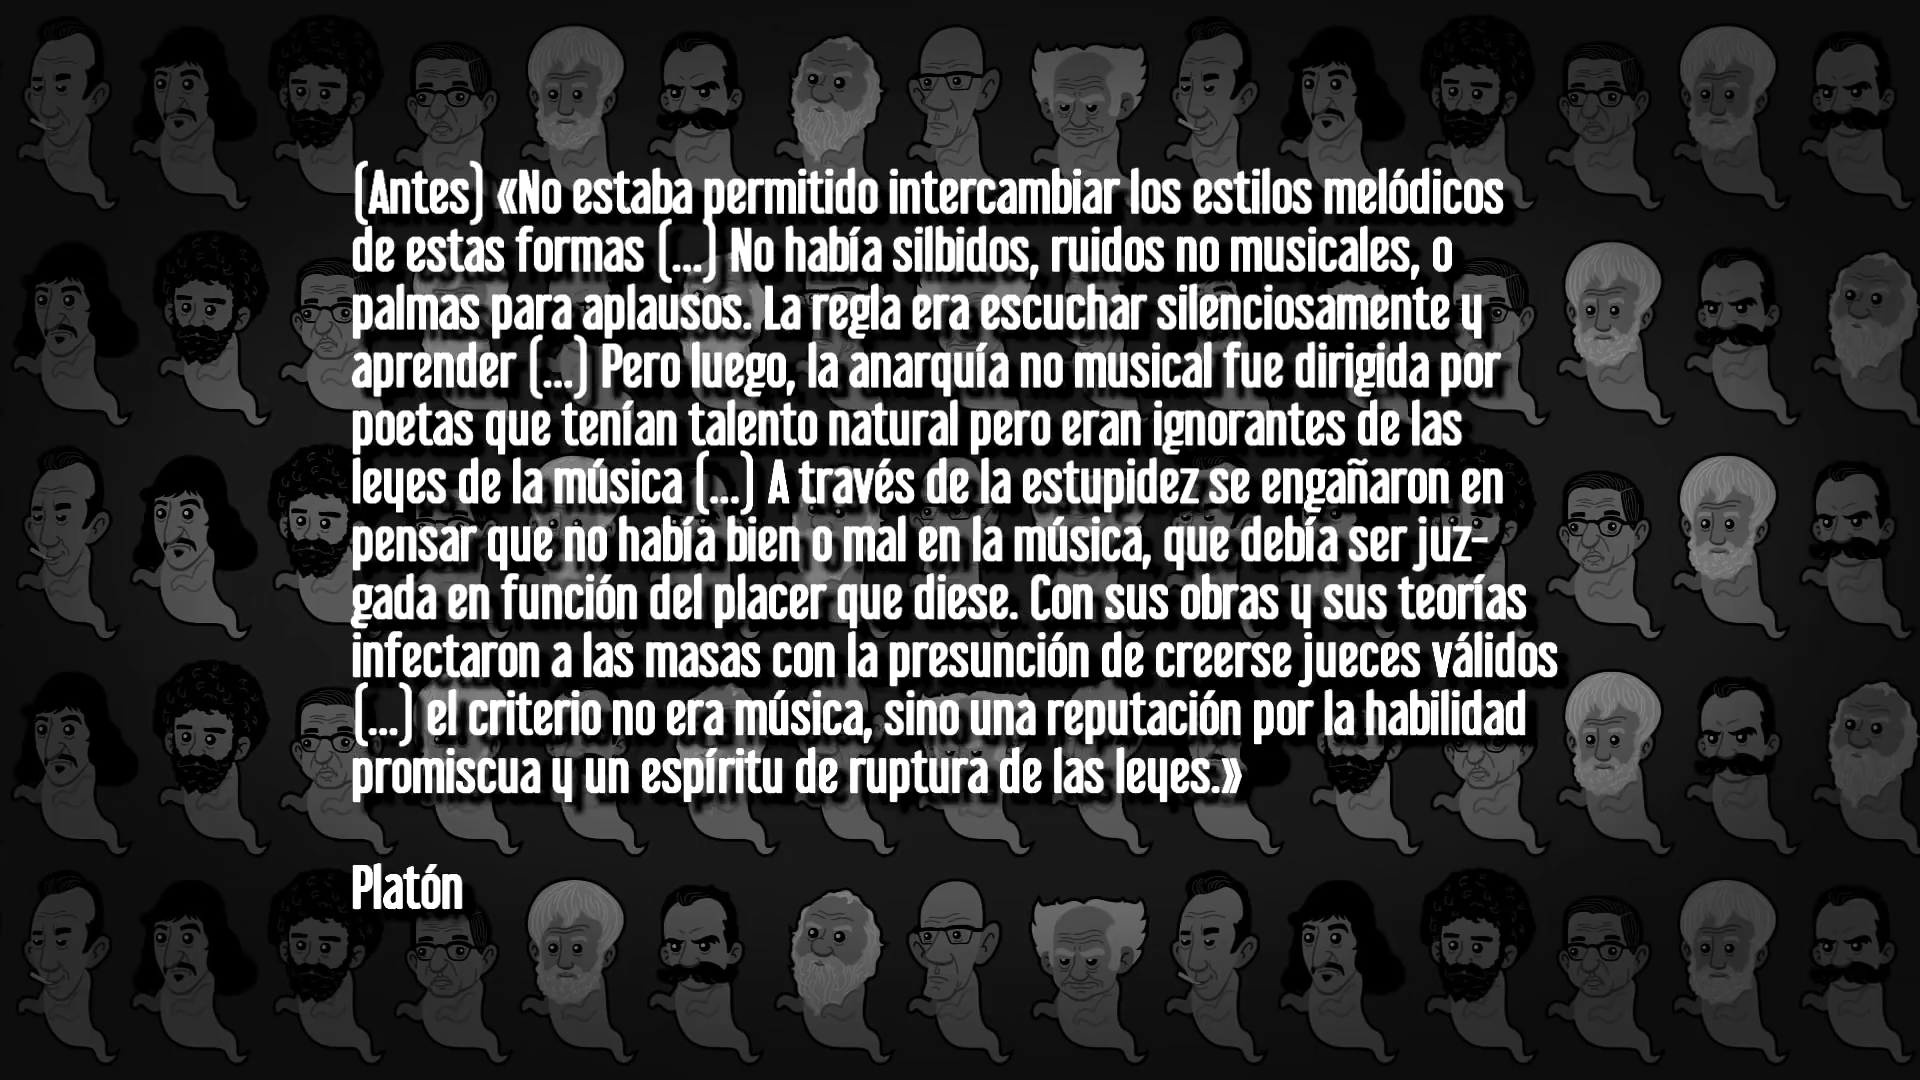 (Antes) «No estaba permitido intercambiar los estilos melódicos
de estas formas (...) No había silbidos, ruidos no musicales, o
palmas para aplausos. La regla era escuchar silenciosamente y
aprender (...) Pero luego, la anarquía no musical fue dirigida por
poetas que tenían talento natural pero eran ignorantes de las
leyes de la música (...) A través de la estupidez se engañaron en
pensar que no había bien o mal en la música, que debía ser juz-
gada en función del placer que diese. Con sus obras y sus teorías
infectaron a las masas con la presunción de creerse jueces válidos
(...) el criterio no era música, sino una reputación por la habilidad
promiscua y un espíritu de ruptura de las leyes.»
Platón